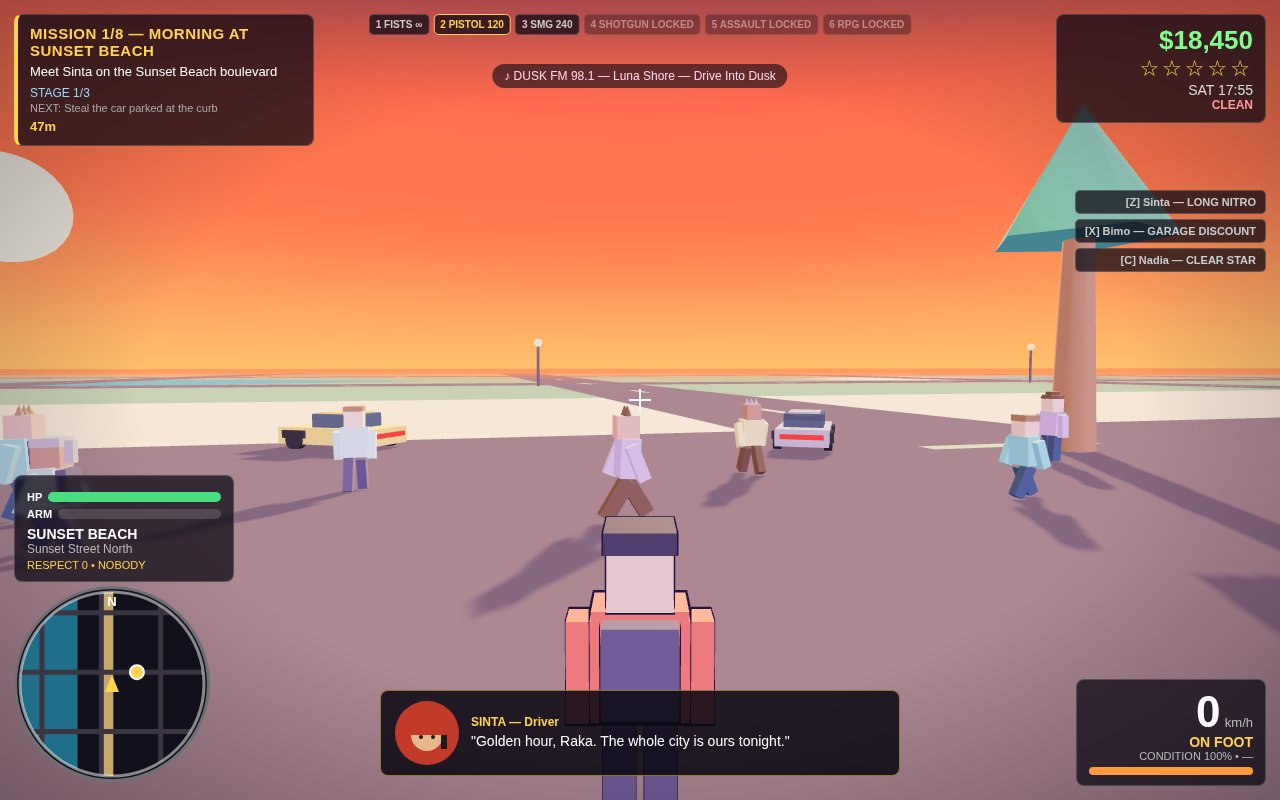 MISSION 1/8 — MORNING AT
SUNSET BEACH
Meet Sinta on the Sunset Beach boulevard
STAGE 1/3
NEXT: Steal the car parked at the curb
47m
1 FISTS ∞
2 PISTOL 120
3 SMG 240
4 SHOTGUN LOCKED
5 ASSAULT LOCKED
6 RPG LOCKED
♪ DUSK FM 98.1 — Luna Shore — Drive Into Dusk
$18,450
☆☆☆☆☆
SAT 17:55
CLEAN
[Z] Sinta — LONG NITRO
[X] Bimo — GARAGE DISCOUNT
[C] Nadia — CLEAR STAR
HP
ARM
SUNSET BEACH
Sunset Street North
RESPECT 0 • NOBODY
N
SINTA — Driver
"Golden hour, Raka. The whole city is ours tonight."
0 km/h
ON FOOT
CONDITION 100% • —